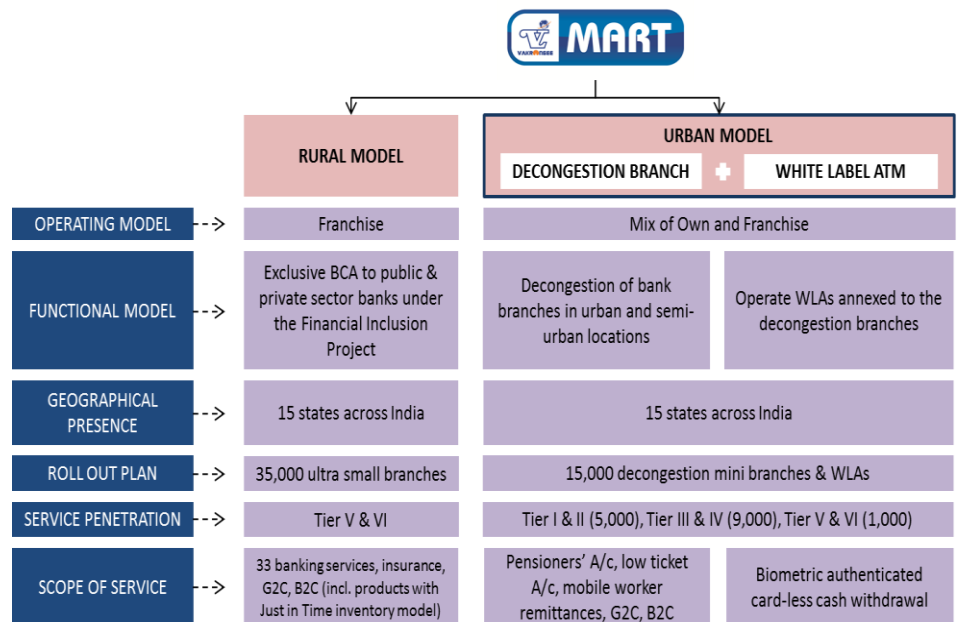 VAKRANGEE
MART
RURAL MODEL
URBAN MODEL
DECONGESTION BRANCH
WHITE LABEL ATM
OPERATING MODEL
Franchise
Mix of Own and Franchise
FUNCTIONAL MODEL
Exclusive BCA to public &
private sector banks under
the Financial Inclusion
Project
Decongestion of bank
branches in urban and semi-
urban locations
Operate WLAs annexed to the
decongestion branches
GEOGRAPHICAL
PRESENCE
15 states across India
15 states across India
ROLL OUT PLAN
35,000 ultra small branches
15,000 decongestion mini branches & WLAs
SERVICE PENETRATION
Tier V & VI
Tier I & II (5,000), Tier III & IV (9,000), Tier V & VI (1,000)
SCOPE OF SERVICE
33 banking services, insurance,
G2C, B2C (incl. products with
Just in Time inventory model)
Pensioners’ A/c, low ticket
A/c, mobile worker
remittances, G2C, B2C
Biometric authenticated
card-less cash withdrawal